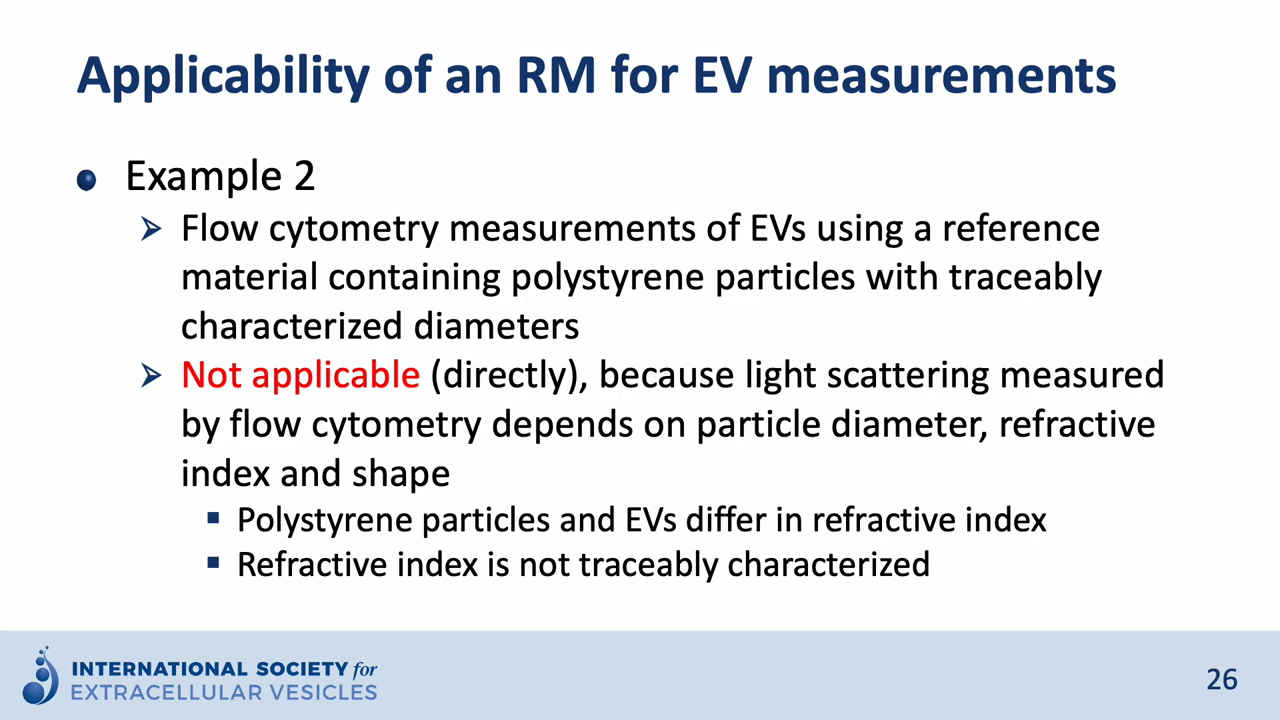 Applicability of an RM for EV measurements
Example 2
Flow cytometry measurements of EVs using a reference
material containing polystyrene particles with traceably
characterized diameters
Not applicable (directly), because light scattering measured
by flow cytometry depends on particle diameter, refractive
index and shape
Polystyrene particles and EVs differ in refractive index
Refractive index is not traceably characterized
INTERNATIONAL SOCIETY for
EXTRACELLULAR VESICLES
26